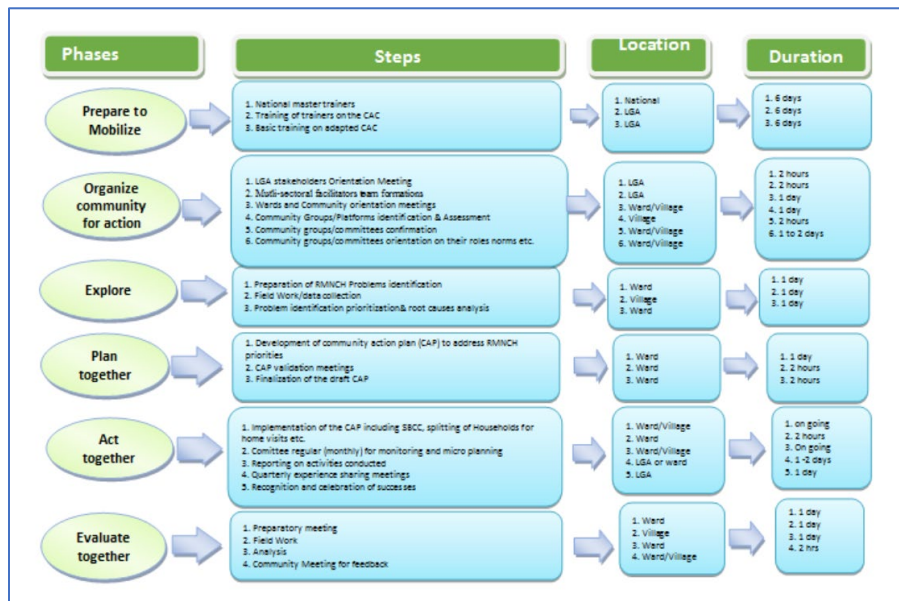 Phases
Steps
Location
Duration
Prepare to
Mobilize
1. National master trainers
2. Training of trainers on the CAC
3. Basic training on adapted CAC
1. National
2. LGA
3. LGA
1. 6 days
2. 6 days
3. 6 days
Organize
community
for action
1. LGA stakeholders Orientation Meeting
2. Mutli-sectoral facilitators team formations
3. Wards and Community orientation meetings
4. Community Groups/Platforms identification & Assessment
5. Community groups/committees confirmation
6. Community groups/committees orientation on their roles norms etc.
1. LGA
2. LGA
3. Ward/Village
4. Village
5. Ward/Village
6. Ward/Village
1. 2 hours
2. 2 hours
3. 1 day
4. 1 day
5. 2 hours
6. 1 to 2 days
Explore
1. Preparation of RMNCH Problems identification
2. Field Work/data collection
3. Problem identification prioritization& root causes analysis
1. Ward
2. Village
3. Ward
1. 1 day
2. 1 day
3. 1 day
Plan
together
1. Development of community action plan (CAP) to address RMNCH
priorities
2. CAP validation meetings
3. Finalization of the draft CAP
1. Ward
2. Ward
3. Ward
1. 1 day
2. 2 hours
3. 2 hours
Act
together
1. Implementation of the CAP including SBCC, splitting of Households for
home visits etc.
2. Comittee regular (monthly) for monitoring and micro planning
3. Reporting on activities conducted
4. Quarterly experience sharing meetings
5. Recognition and celebration of successes
1. Ward/Village
2. Ward
3. Ward/Village
4. LGA or ward
5. LGA
1. on going
2. 2 hours
3. On going
4. 1 -2 days
5. 1 day
Evaluate
together
1. Preparatory meeting
2. Field Work
3. Analysis
4. Community Meeting for feedback
1. Ward
2. Village
3. Ward
4. Ward/Village
1. 1 day
2. 1 day
3. 1 day
4. 2 hrs